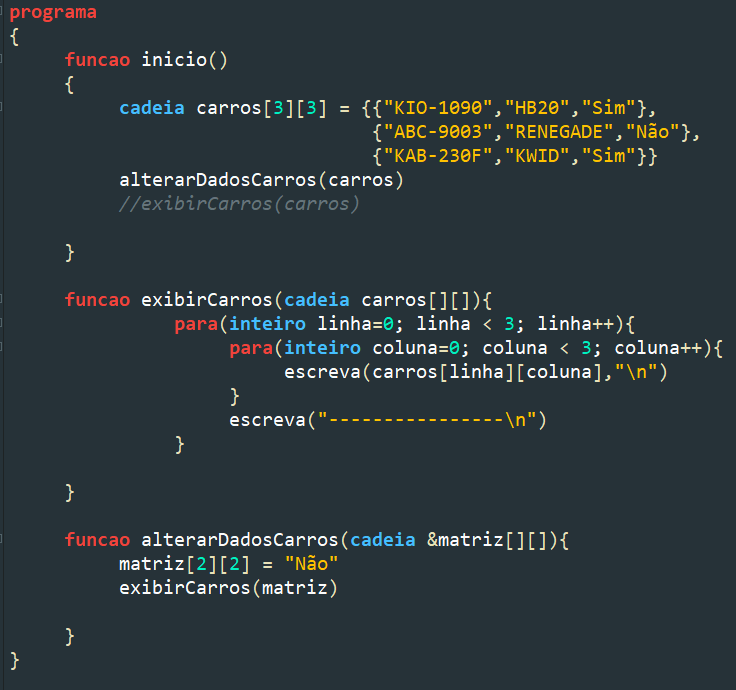 programa
{
funcao inicio()
{
cadeia carros[3][3] = {{"KIO-1090","HB20","Sim"},
{"ABC-9003","RENEGADE","Não"},
{"KAB-230F","KWID","Sim"}}
alterarDadosCarros(carros)
//exibirCarros(carros)
}
funcao exibirCarros(cadeia carros[][]){
para(inteiro linha=0; linha < 3; linha++){
para(inteiro coluna=0; coluna < 3; coluna++){
escreva(carros[linha][coluna],"\n")
}
escreva("----------------\n")
}
}
funcao alterarDadosCarros(cadeia &matriz[][]){
matriz[2][2] = "Não"
exibirCarros(matriz)
}
}